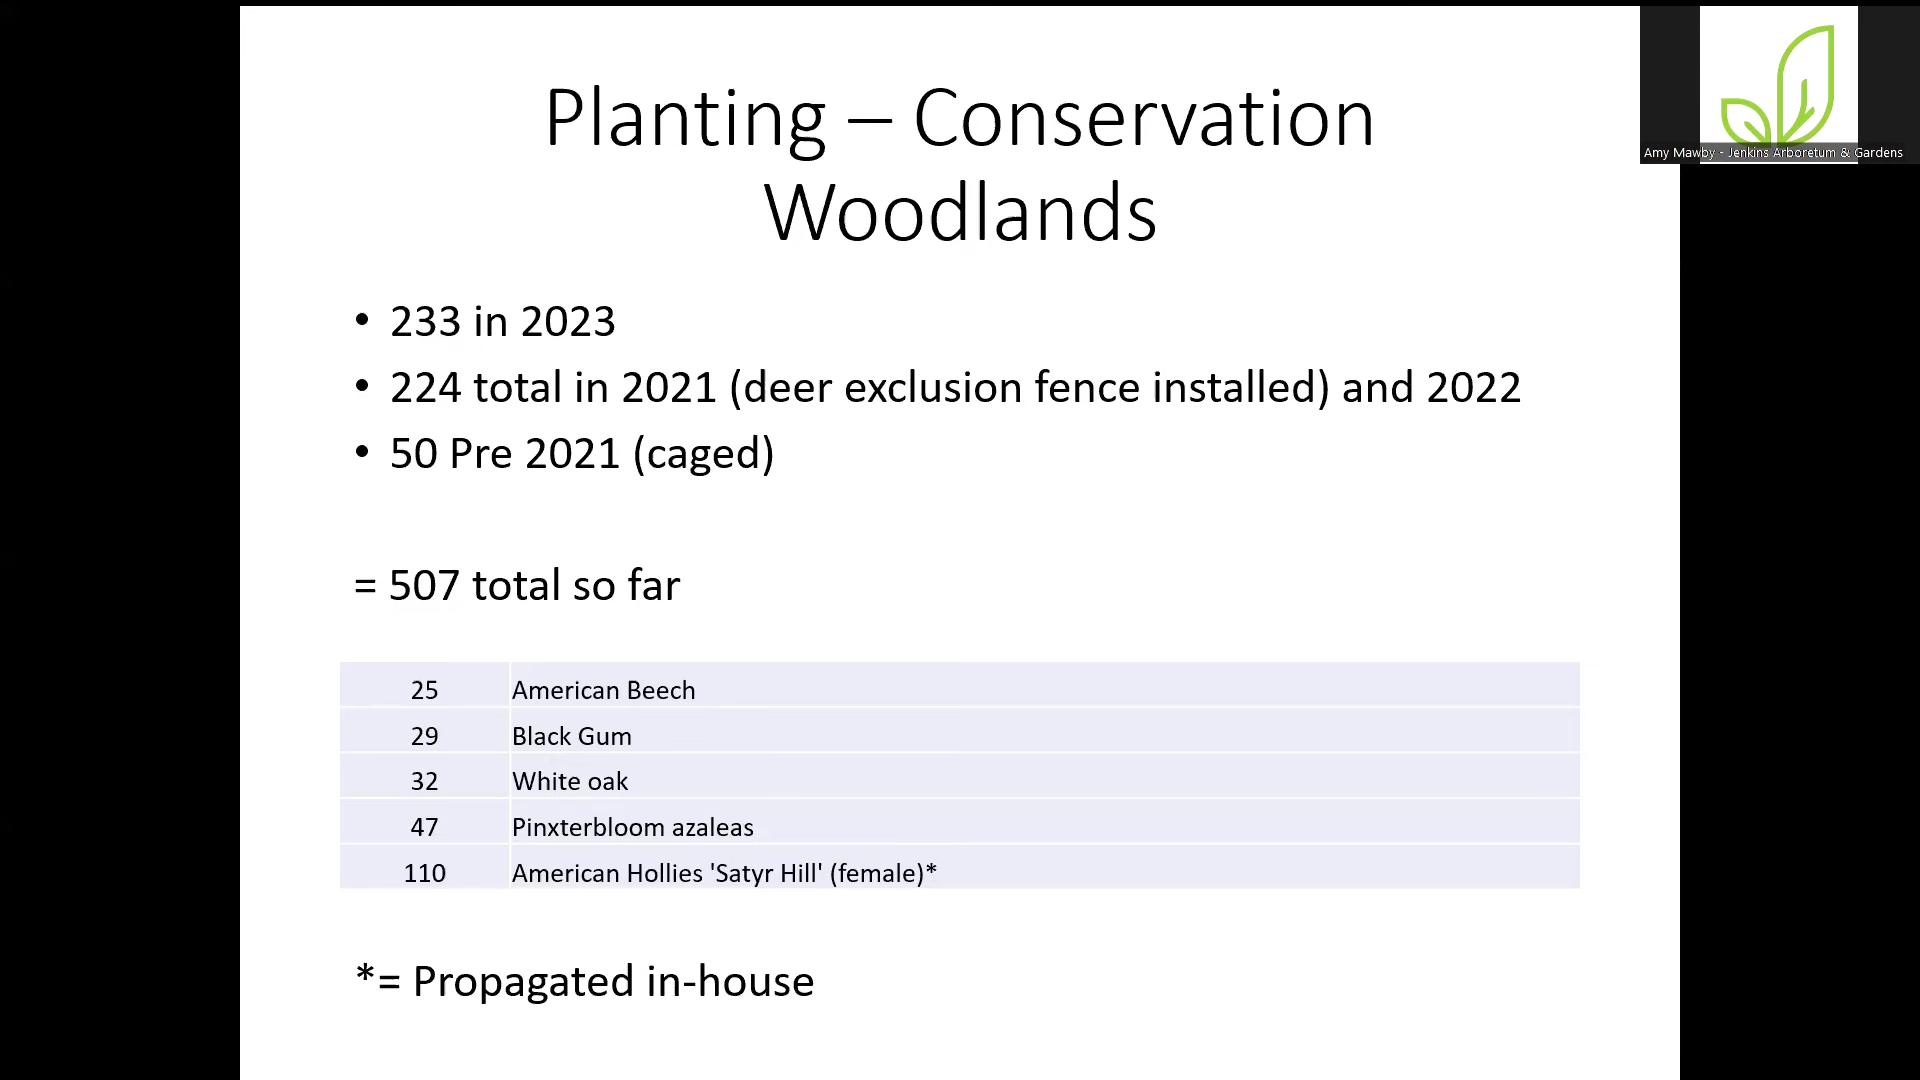 Planting – Conservation
Woodlands
Amy Mawby - Jenkins Arboretum & Gardens
• 233 in 2023
• 224 total in 2021 (deer exclusion fence installed) and 2022
• 50 Pre 2021 (caged)
= 507 total so far
25 American Beech
29 Black Gum
32 White oak
47 Pinxterbloom azaleas
110 American Hollies 'Satyr Hill' (female)*
*= Propagated in-house